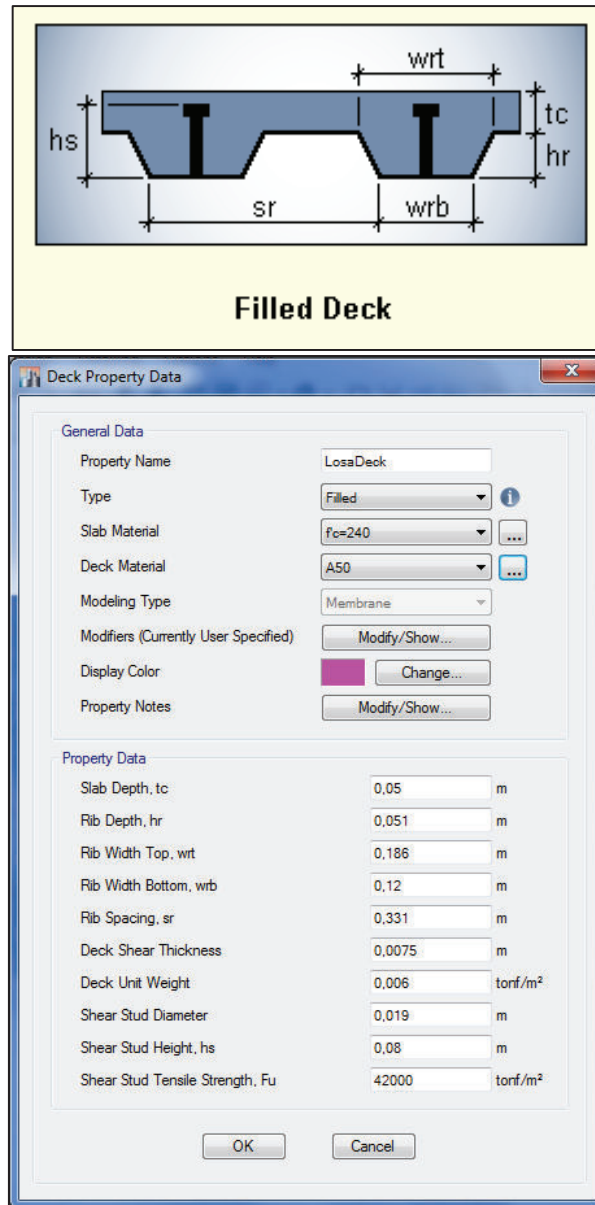 wrt
hs
tc
hr
sr
wrb
Filled Deck
Deck Property Data
General Data
Property Name LosaDeck
Type Filled
Slab Material f'c=240 ...
Deck Material A50 ...
Modeling Type Membrane
Modifiers (Currently User Specified) Modify/Show...
Display Color Change...
Property Notes Modify/Show...
Property Data
Slab Depth, tc 0,05 m
Rib Depth, hr 0,051 m
Rib Width Top, wrt 0,186 m
Rib Width Bottom, wrb 0,12 m
Rib Spacing, sr 0,331 m
Deck Shear Thickness 0,0075 m
Deck Unit Weight 0,006 tonf/m²
Shear Stud Diameter 0,019 m
Shear Stud Height, hs 0,08 m
Shear Stud Tensile Strength, Fu 42000 tonf/m²
OK Cancel